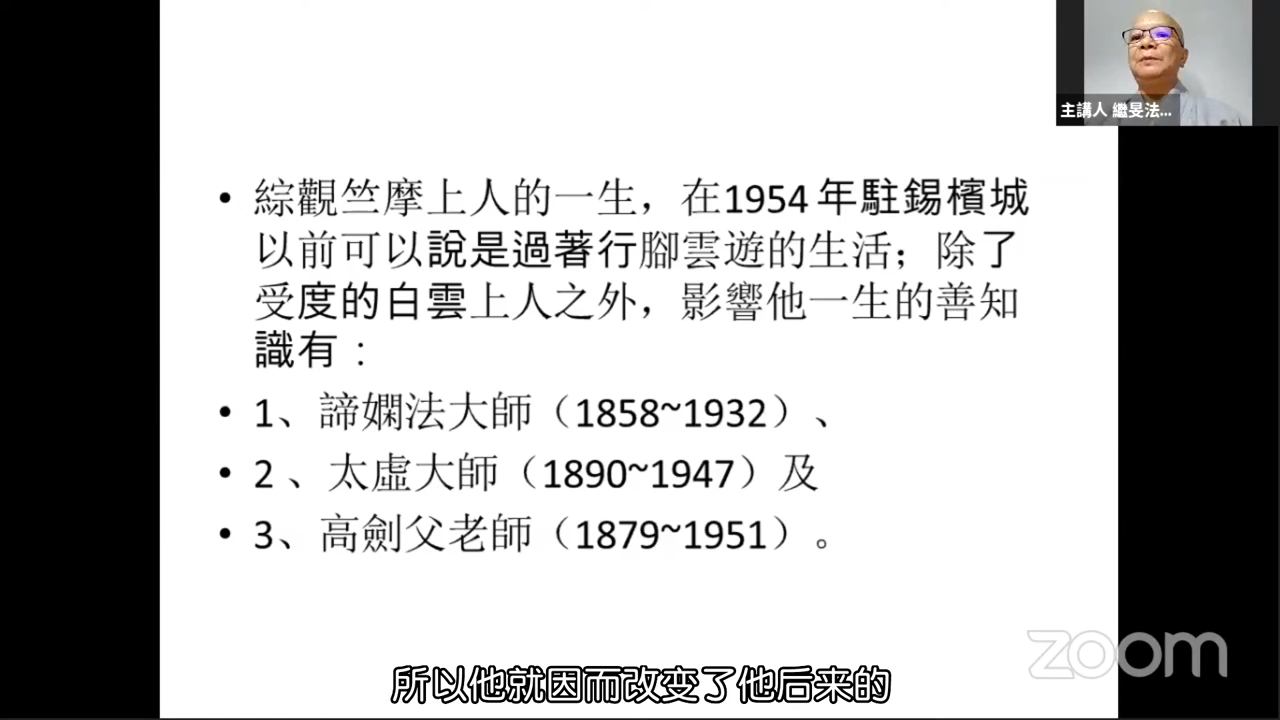 主講人 繼旻法...
• 綜觀竺摩上人的一生，在1954年駐錫檳城
以前可以說是過著行腳雲遊的生活；除了
受度的白雲上人之外，影響他一生的善知
識有：
• 1、諦嫻法大師（1858~1932）、
• 2、太虛大師（1890~1947）及
• 3、高劍父老師（1879~1951）。
zoom
所以他就因而改变了他后来的